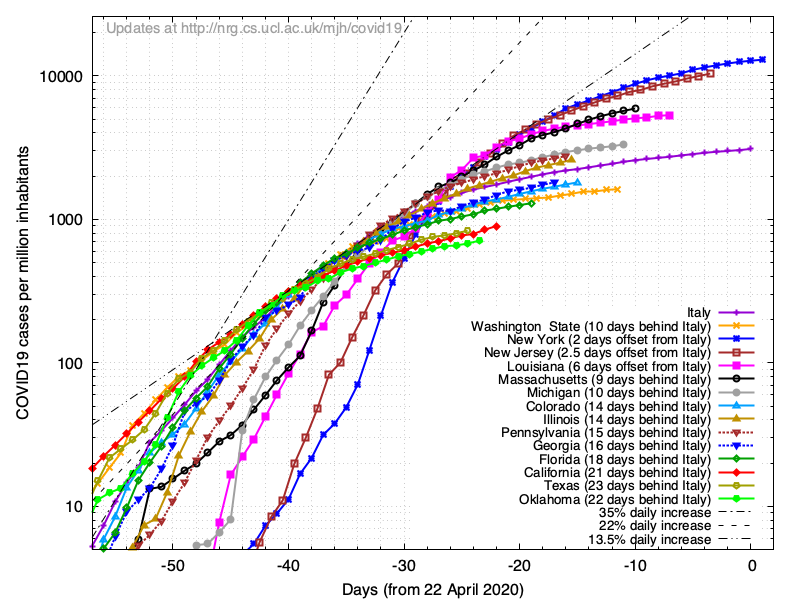 Updates at http://nrg.cs.ucl.ac.uk/mjh/covid19
10000
1000
100
10
COVID19 cases per million inhabitants
Italy
Washington  State (10 days behind Italy)
New York (2 days offset from Italy)
New Jersey (2.5 days offset from Italy)
Louisiana (6 days offset from Italy)
Massachusetts (9 days behind Italy)
Michigan (10 days behind Italy)
Colorado (14 days behind Italy)
Illinois (14 days behind Italy)
Pennsylvania (15 days behind Italy)
Georgia (16 days behind Italy)
Florida (18 days behind Italy)
California (21 days behind Italy)
Texas (23 days behind Italy)
Oklahoma (22 days behind Italy)
35% daily increase
22% daily increase
13.5% daily increase
-50 -40 -30 -20 -10 0
Days (from 22 April 2020)